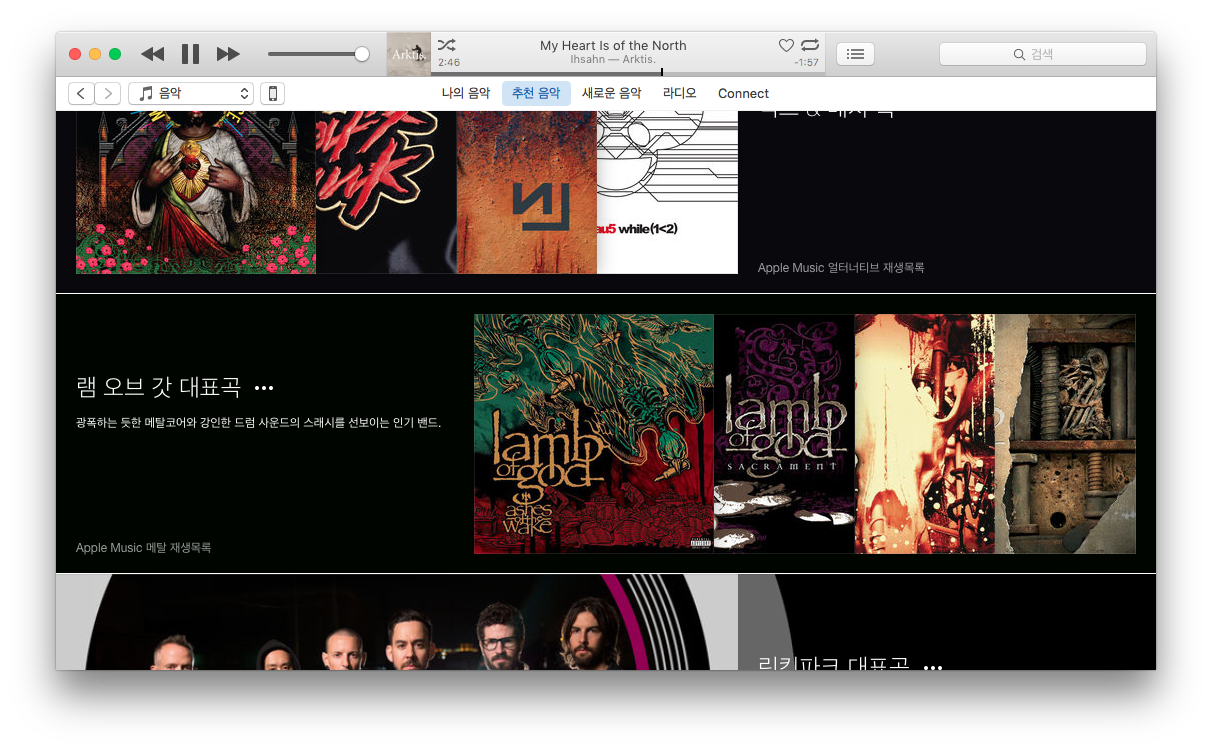 Arktis.
My Heart Is of the North
Ihsahn — Arktis.
2:46
-1:57
검색
음악
나의 음악
추천 음악
새로운 음악
라디오
Connect
au5 while(1<2)
Apple Music 얼터너티브 재생목록
램 오브 갓 대표곡 •••
광폭하는 듯한 메탈코어와 강인한 드럼 사운드의 스래시를 선보이는 인기 밴드.
Apple Music 메탈 재생목록
lamb
of god
ashes
of the
wake
PARENTAL
ADVISORY
lamb
of god
SACRAMENT
린킨파크 대표곡 •••